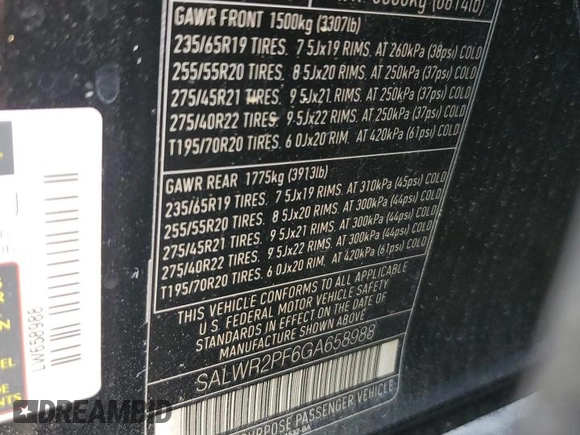 GAWR FRONT 1500kg (3307lb)
235/65R19 TIRES. 7 5Jx19 RIMS. AT 260kPa (38psi) COLD
255/55R20 TIRES. 8 5Jx20 RIMS. AT 250kPa (37psi) COLD
275/45R21 TIRES. 9 5Jx21 RIMS. AT 250kPa (37psi) COLD
275/40R22 TIRES. 9 5Jx22 RIMS. AT 250kPa (37psi) COLD
T195/70R20 TIRES. 6 0Jx20 RIM. AT 420kPa (61psi) COLD
GAWR REAR 1775kg (3913lb)
235/65R19 TIRES. 7 5Jx19 RIMS. AT 310kPa (45psi) COLD
255/55R20 TIRES. 8 5Jx20 RIMS. AT 300kPa (44psi) COLD
275/45R21 TIRES. 9 5Jx21 RIMS. AT 300kPa (44psi) COLD
275/40R22 TIRES. 9 5Jx22 RIMS. AT 300kPa (44psi) COLD
T195/70R20 TIRES. 6 0Jx20 RIM. AT 420kPa (61psi) COLD
THIS VEHICLE CONFORMS TO ALL APPLICABLE
U.S. FEDERAL MOTOR VEHICLE SAFETY
STANDARDS IN EFFECT ON THE DATE OF
MANUFACTURE SHOWN ABOVE.
SALWR2PF6GA658988
PURPOSE PASSENGER VEHICLE
LW658988
DREAMBID